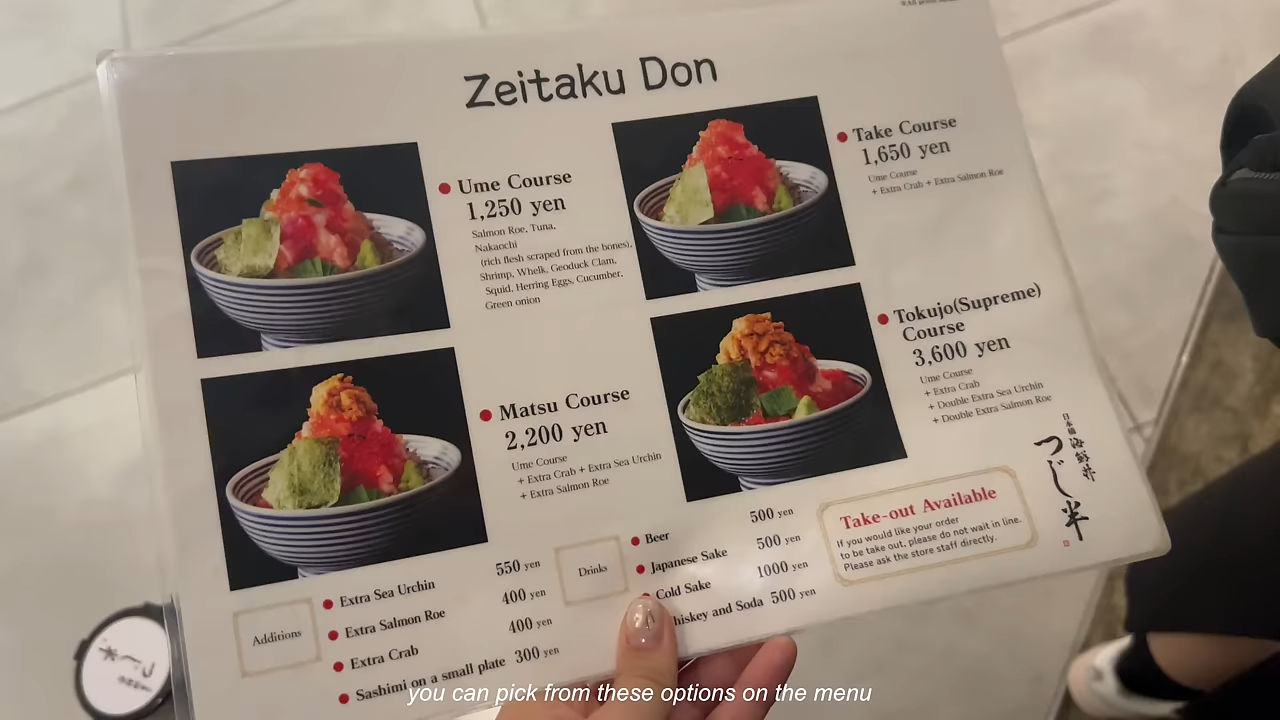 Zeitaku Don
Ume Course
1,250 yen
Salmon Roe, Tuna,
Nakaochi
(rich flesh scraped from the bones),
Shrimp, Whelk, Geoduck Clam,
Squid, Herring Eggs, Cucumber,
Green onion
Take Course
1,650 yen
Ume Course
+ Extra Crab + Extra Salmon Roe
Matsu Course
2,200 yen
Ume Course
+ Extra Crab + Extra Sea Urchin
+ Extra Salmon Roe
Tokujo(Supreme)
Course
3,600 yen
Ume Course
+ Extra Crab
+ Double Extra Sea Urchin
+ Double Extra Salmon Roe
日本橋 海鮮丼
つじ半
Additions
Extra Sea Urchin 550 yen
Extra Salmon Roe 400 yen
Extra Crab 400 yen
Sashimi on a small plate 300 yen
Drinks
Beer 500 yen
Japanese Sake 500 yen
Cold Sake 1000 yen
hiskey and Soda 500 yen
Take-out Available
If you would like your order
to be take out, please do not wait in line.
Please ask the store staff directly.
you can pick from these options on the menu